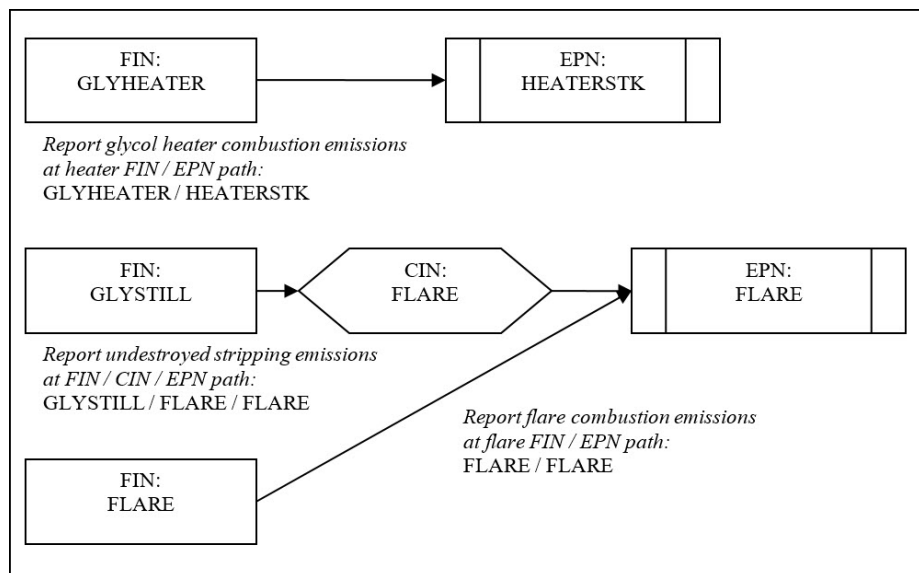 FIN:
GLYHEATER
EPN:
HEATERSTK
Report glycol heater combustion emissions
at heater FIN / EPN path:
GLYHEATER / HEATERSTK
FIN:
GLYSTILL
CIN:
FLARE
EPN:
FLARE
Report undestroyed stripping emissions
at FIN / CIN / EPN path:
GLYSTILL / FLARE / FLARE
Report flare combustion emissions
at flare FIN / EPN path:
FLARE / FLARE
FIN:
FLARE